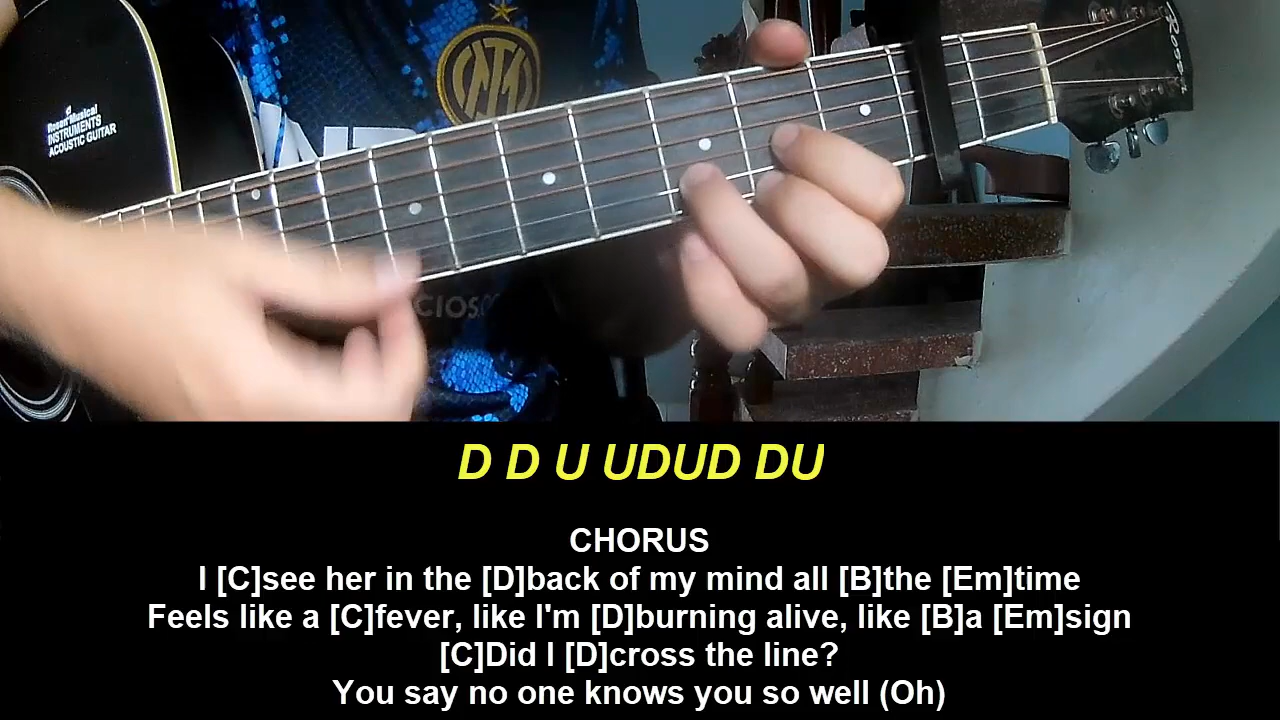 Rosen Musical
INSTRUMENTS
ACOUSTIC GUITAR
D D U UDUD DU
CHORUS
I [C]see her in the [D]back of my mind all [B]the [Em]time
Feels like a [C]fever, like I'm [D]burning alive, like [B]a [Em]sign
[C]Did I [D]cross the line?
You say no one knows you so well (Oh)